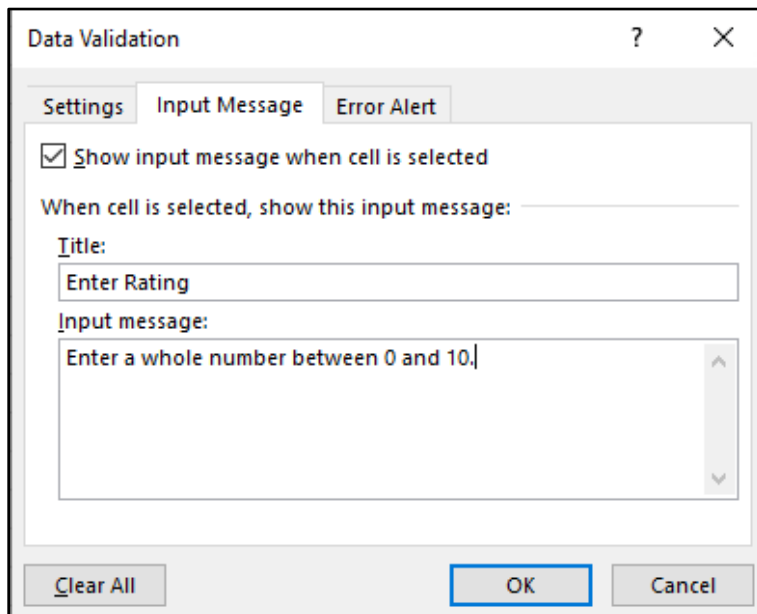 Data Validation ?
Settings Input Message Error Alert
Show input message when cell is selected
When cell is selected, show this input message:
Title:
Enter Rating
Input message:
Enter a whole number between 0 and 10.
Clear All OK Cancel